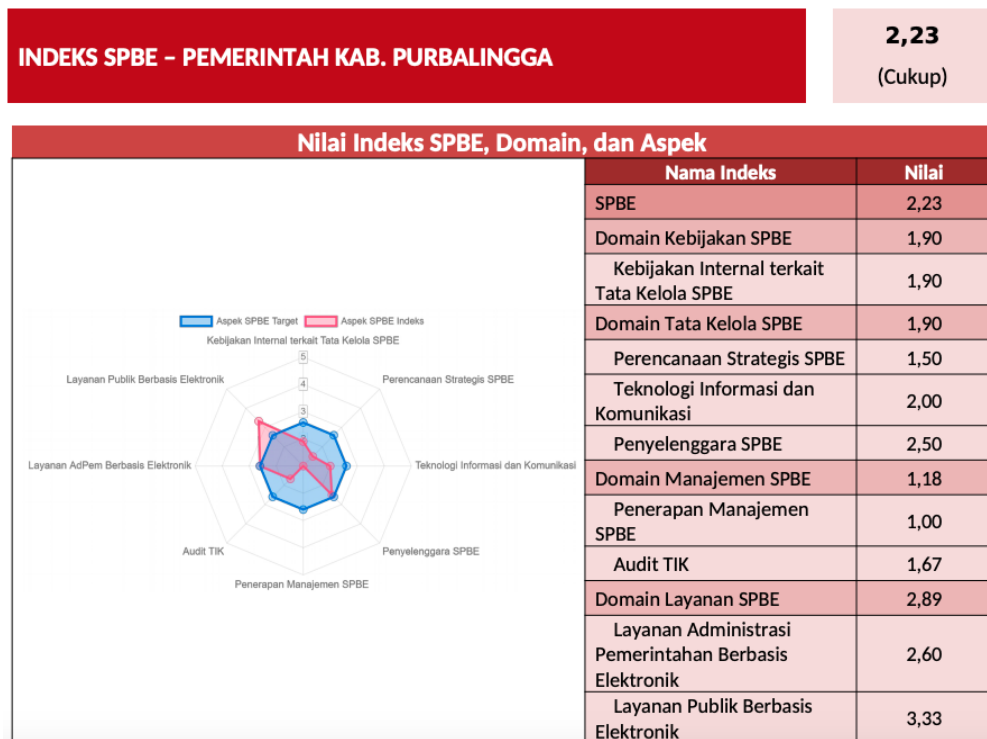 INDEKS SPBE – PEMERINTAH KAB. PURBALINGGA
2,23
(Cukup)
Nilai Indeks SPBE, Domain, dan Aspek
Nama Indeks Nilai
SPBE 2,23
Domain Kebijakan SPBE 1,90
Kebijakan Internal terkait
Tata Kelola SPBE 1,90
Domain Tata Kelola SPBE 1,90
Perencanaan Strategis SPBE 1,50
Teknologi Informasi dan
Komunikasi 2,00
Penyelenggara SPBE 2,50
Domain Manajemen SPBE 1,18
Penerapan Manajemen
SPBE 1,00
Audit TIK 1,67
Domain Layanan SPBE 2,89
Layanan Administrasi
Pemerintahan Berbasis 2,60
Elektronik
Layanan Publik Berbasis
Elektronik 3,33
Aspek SPBE Target Aspek SPBE Indeks
Kebijakan Internal terkait Tata Kelola SPBE
5
4
3
Layanan Publik Berbasis Elektronik
Perencanaan Strategis SPBE
Layanan AdPem Berbasis Elektronik
Teknologi Informasi dan Komunikasi
Audit TIK
Penyelenggara SPBE
Penerapan Manajemen SPBE